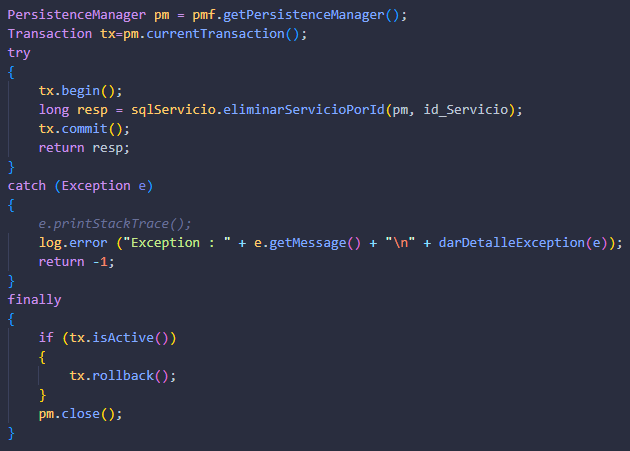 PersistenceManager pm = pmf.getPersistenceManager();
Transaction tx=pm.currentTransaction();
try
{
    tx.begin();
    long resp = sqlServicio.eliminarServicioPorId(pm, id_Servicio);
    tx.commit();
    return resp;
}
catch (Exception e)
{
    e.printStackTrace();
    log.error ("Exception : " + e.getMessage() + "\n" + darDetalleException(e));
    return -1;
}
finally
{
    if (tx.isActive())
    {
        tx.rollback();
    }
    pm.close();
}